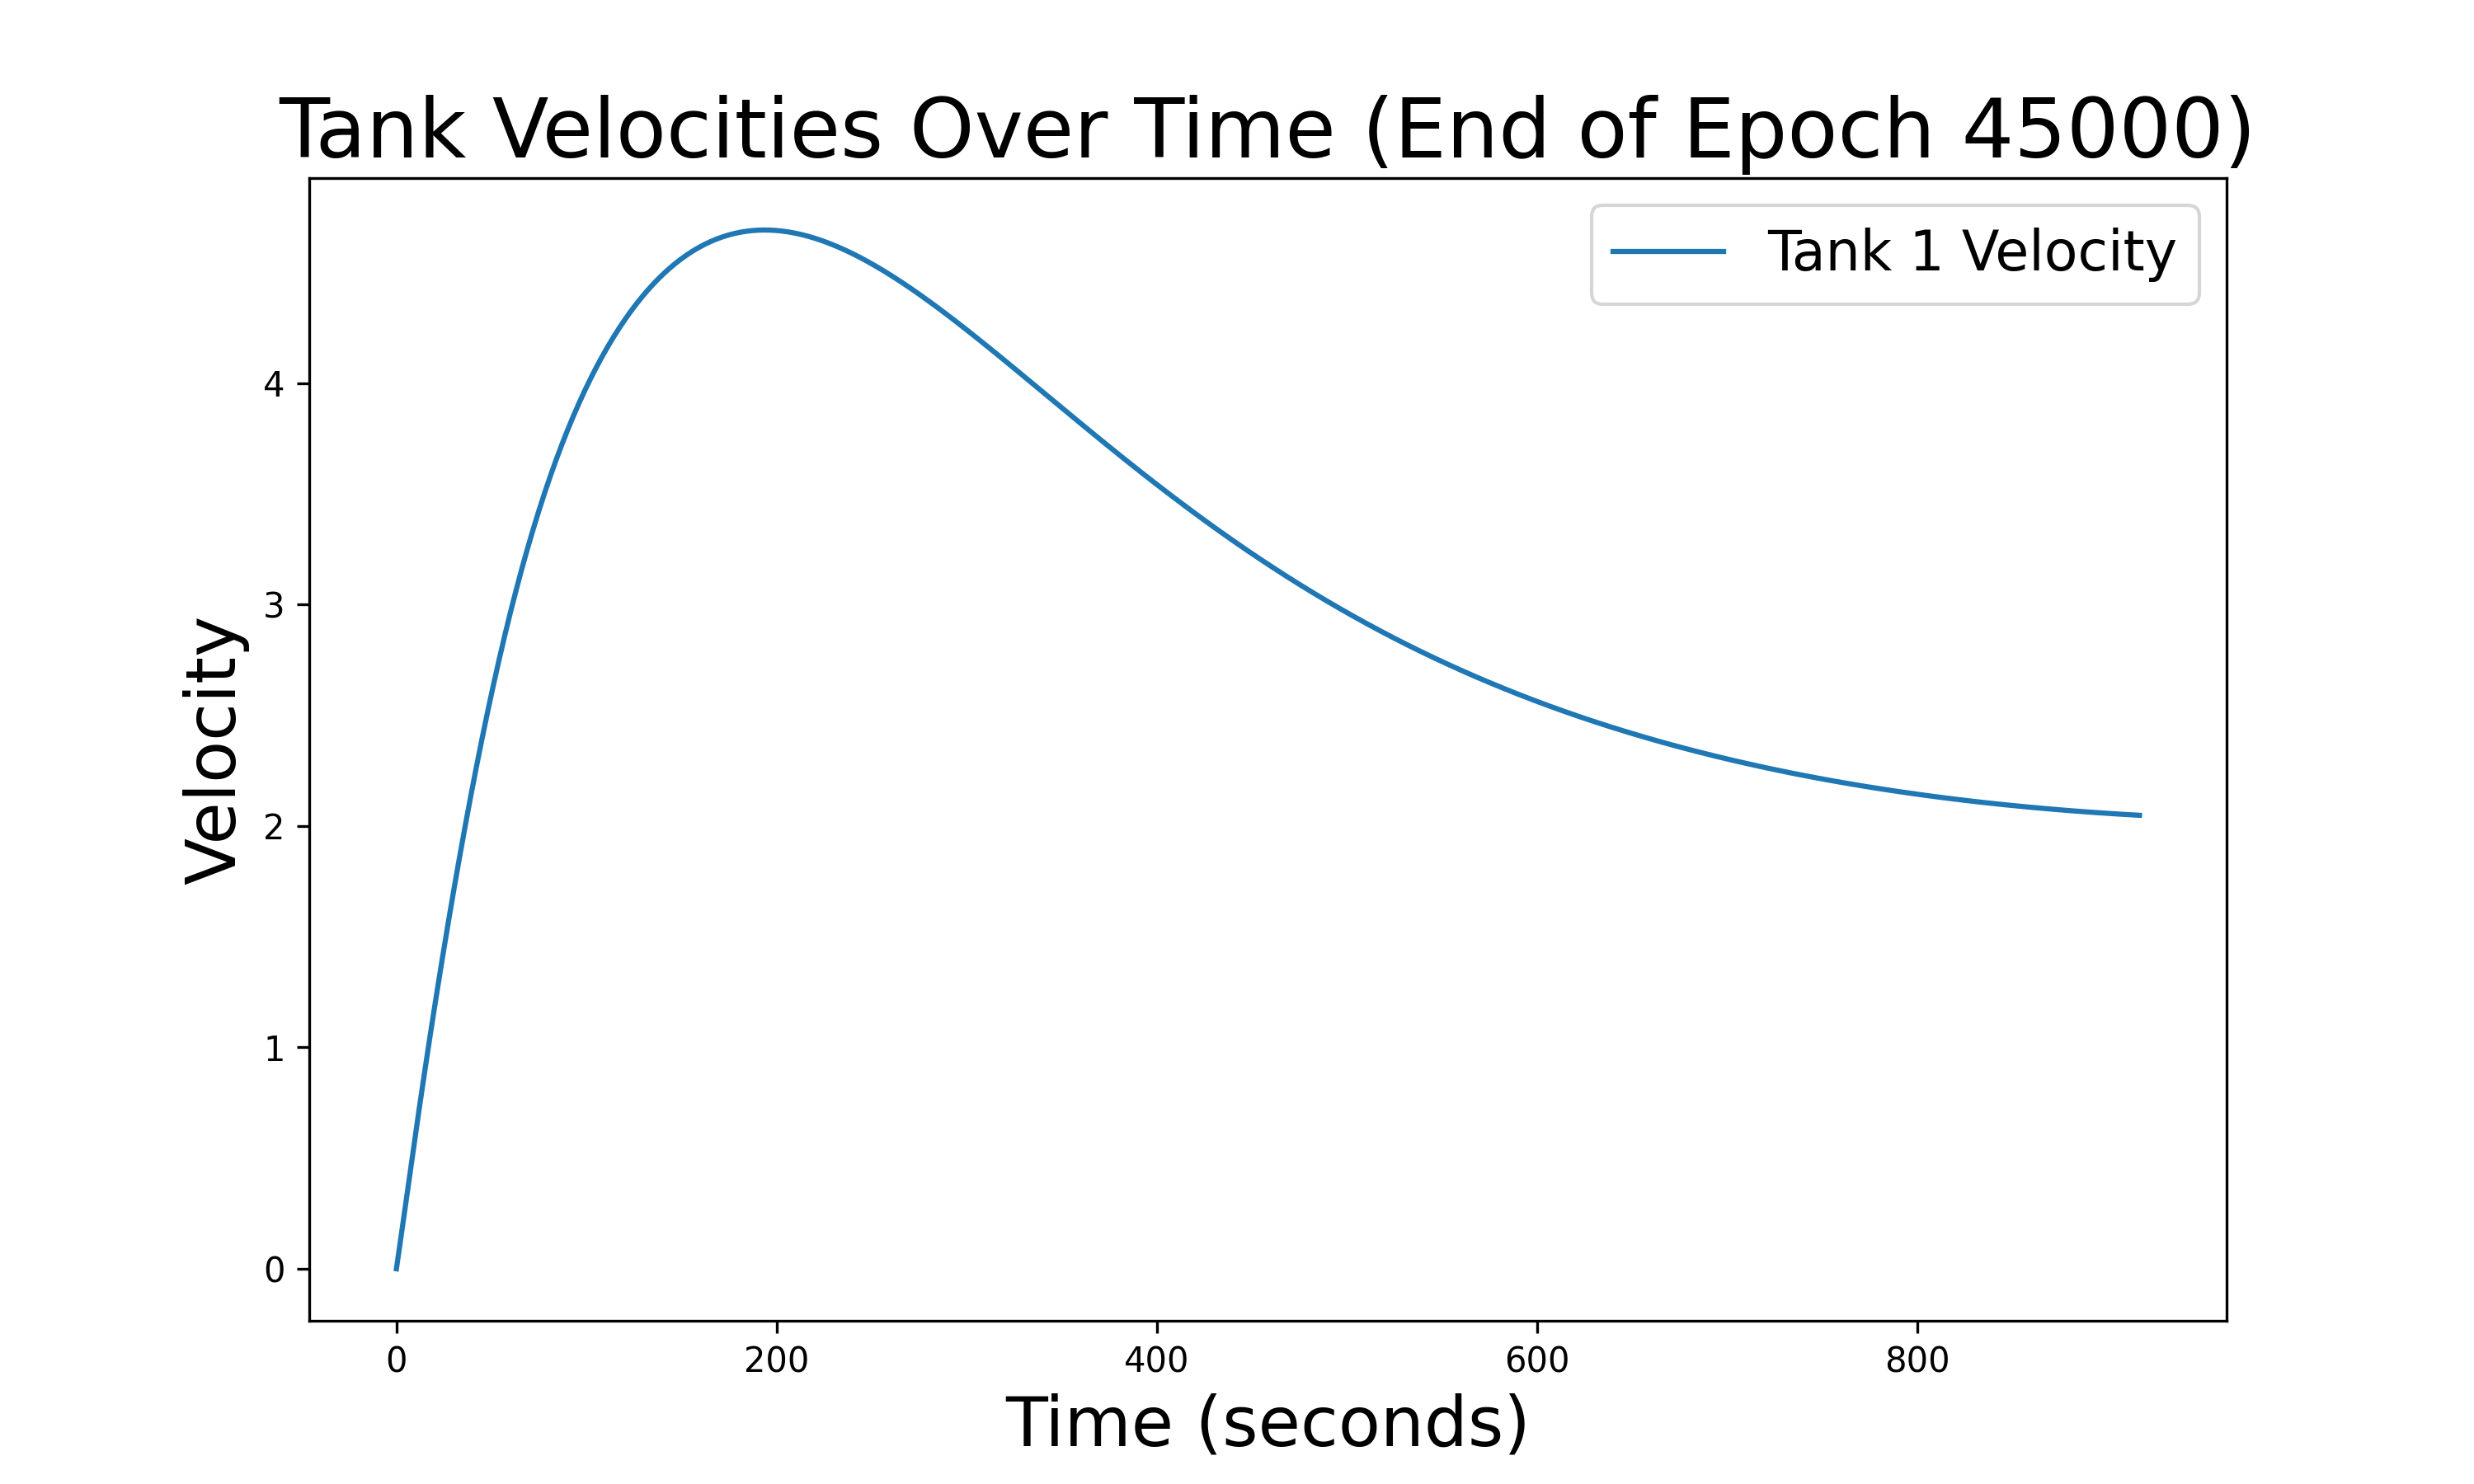 Tank Velocities Over Time (End of Epoch 45000)
Tank 1 Velocity
Velocity
4
3
2
1
0
0 200 400 600 800
Time (seconds)